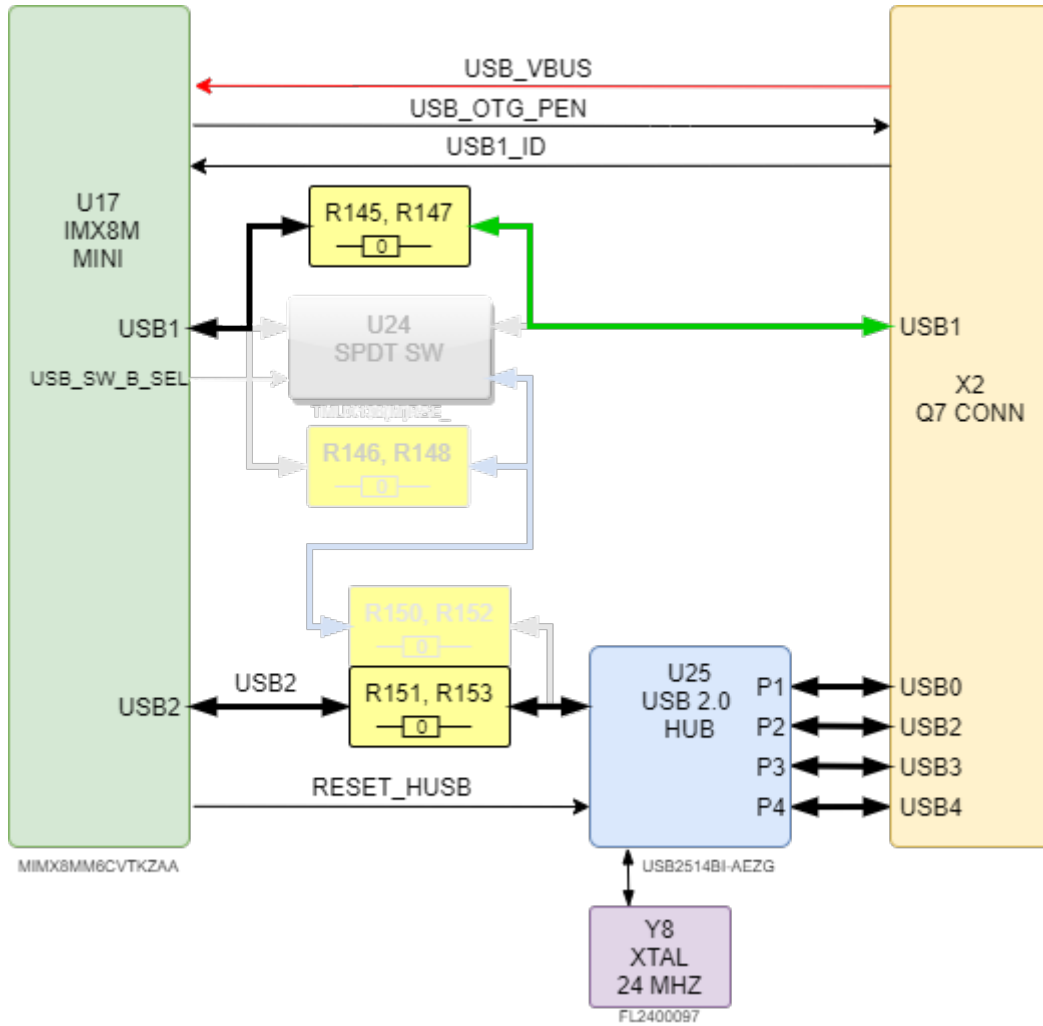 USB_VBUS
USB_OTG_PEN
USB1_ID
U17
IMX8M
MINI
R145, R147
0
USB1
U24
SPDT SW
USB1
USB_SW_B_SEL
X2
Q7 CONN
R146, R148
0
R150, R152
0
USB2
USB2
R151, R153
0
U25
USB 2.0
HUB
P1
USB0
P2
USB2
P3
USB3
P4
USB4
RESET_HUSB
MIMX8MM6CVTKZAA
USB2514BI-AEZG
Y8
XTAL
24 MHZ
FL2400097